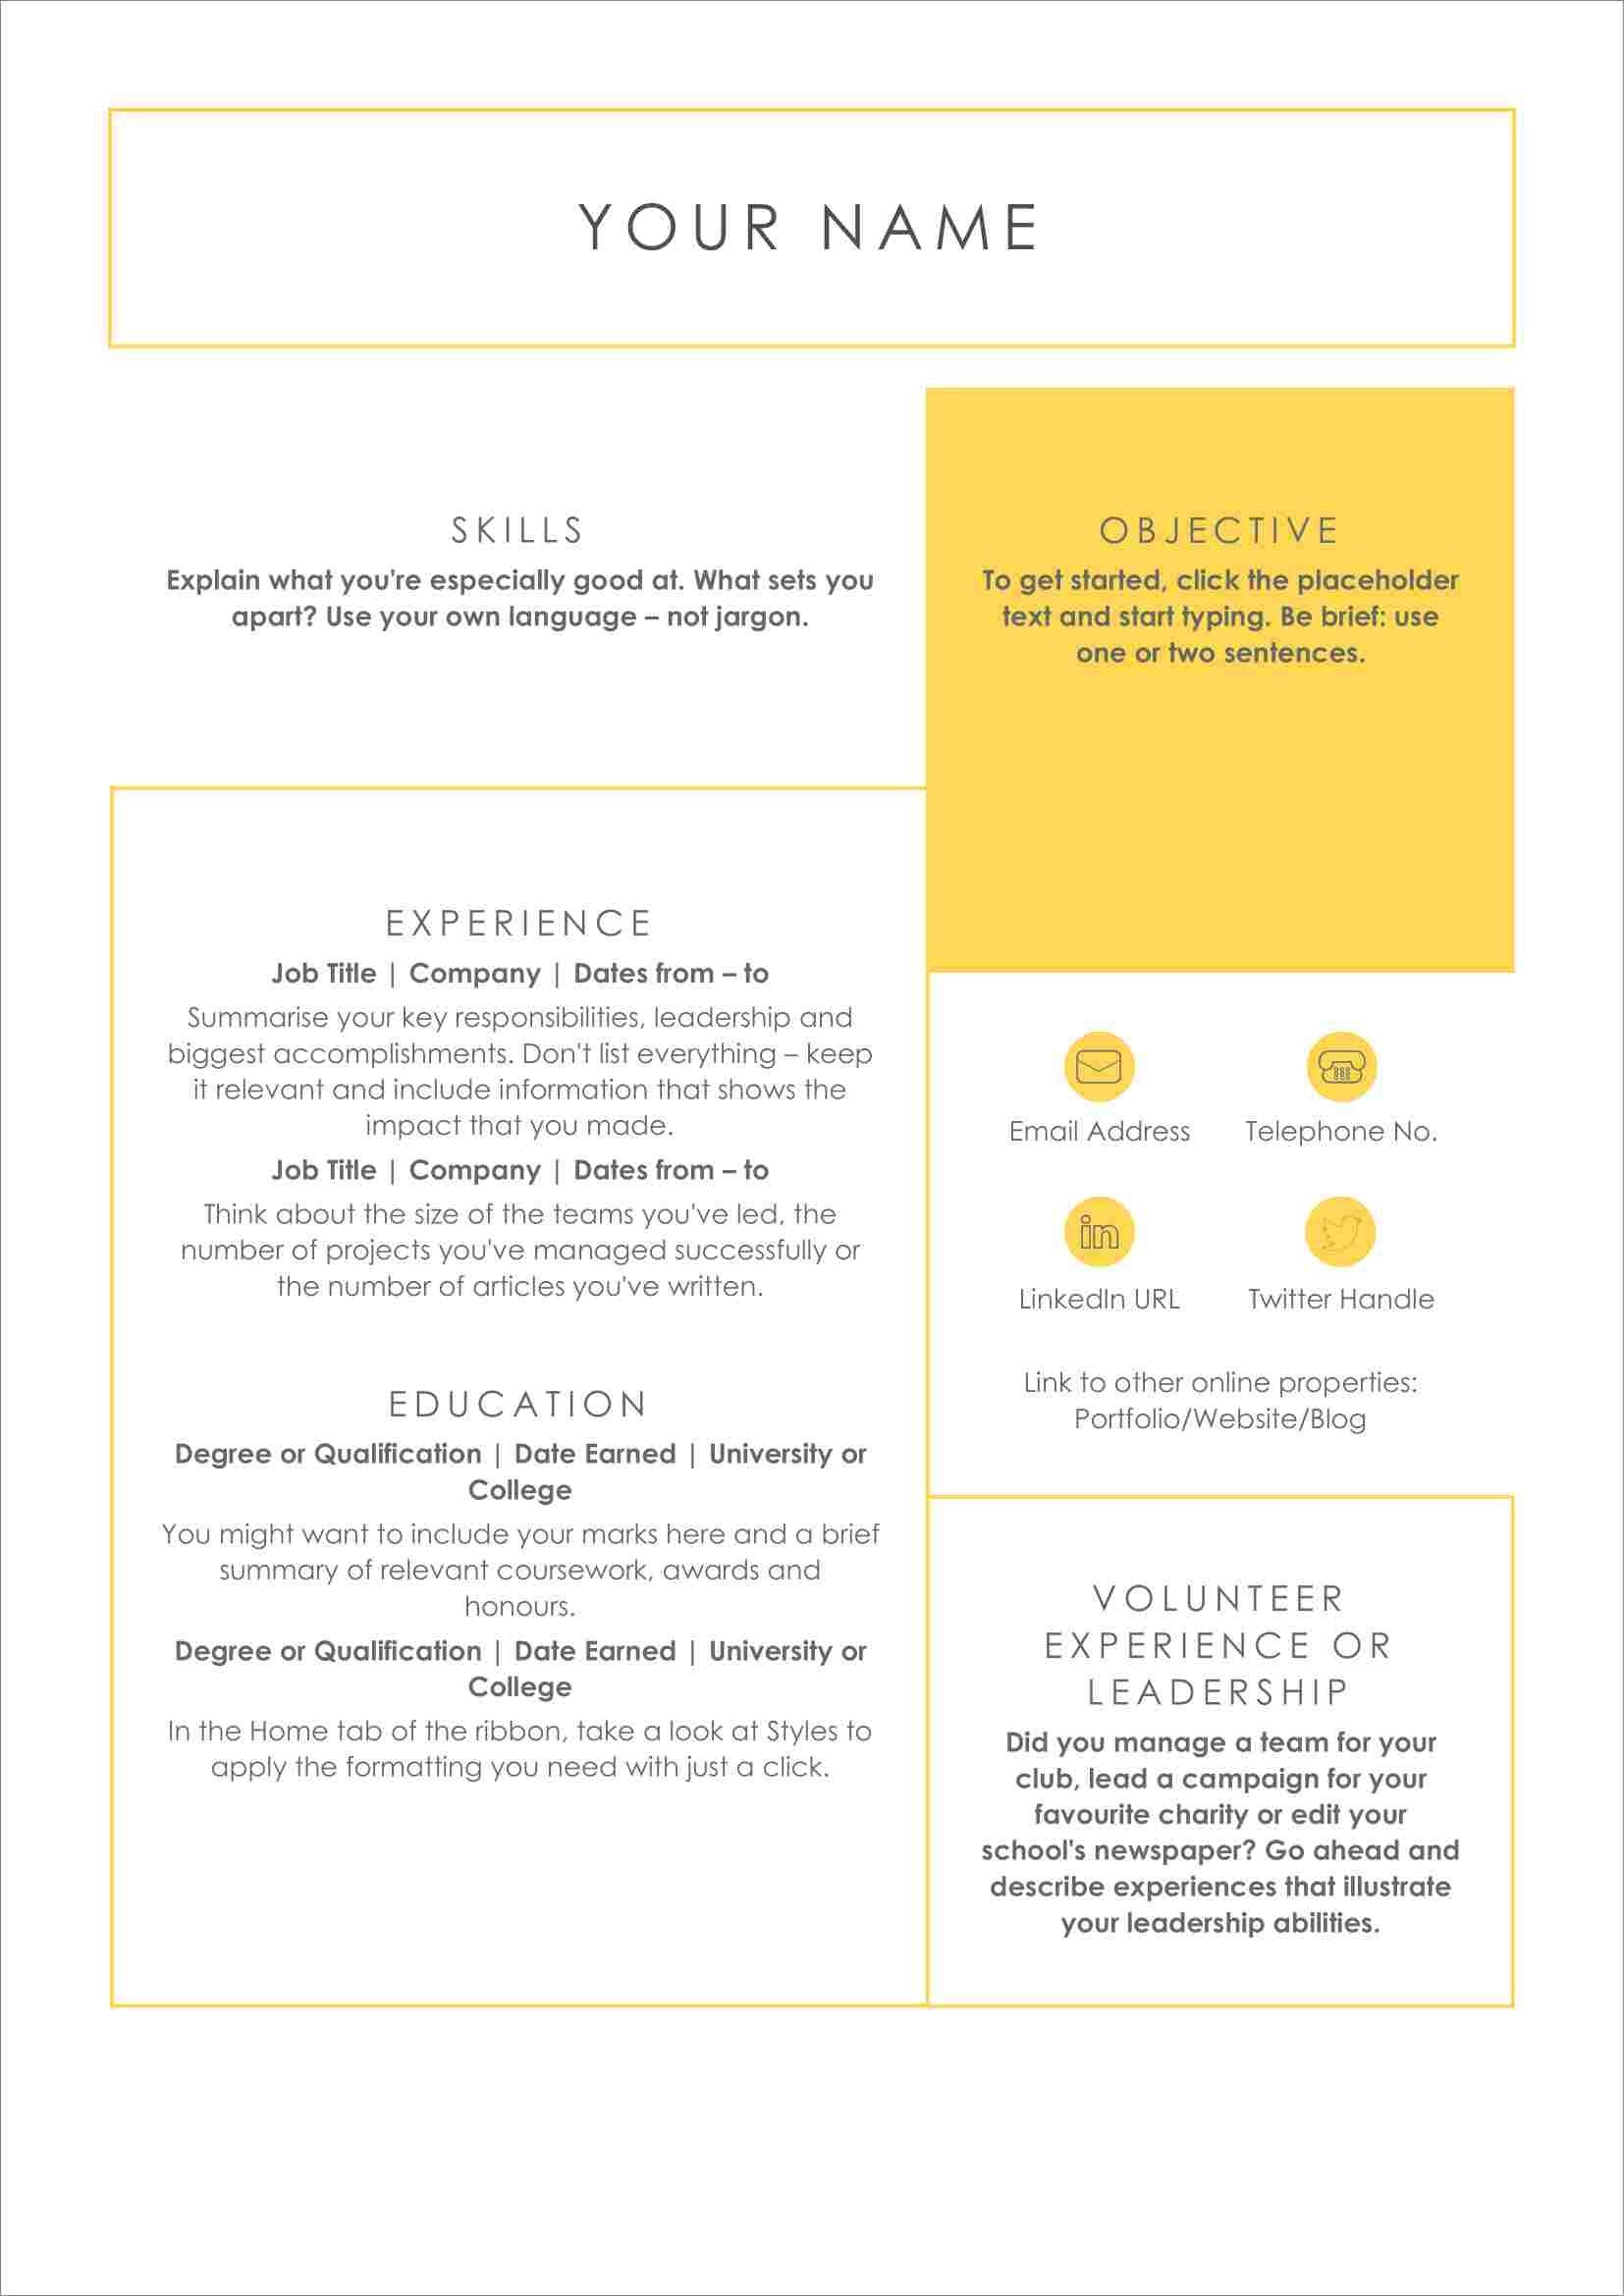 YOUR NAME
SKILLS
Explain what you're especially good at. What sets you
apart? Use your own language – not jargon.
OBJECTIVE
To get started, click the placeholder
text and start typing. Be brief: use
one or two sentences.
EXPERIENCE
Job Title | Company | Dates from – to
Summarise your key responsibilities, leadership and
biggest accomplishments. Don't list everything – keep
it relevant and include information that shows the
impact that you made.
Job Title | Company | Dates from – to
Think about the size of the teams you've led, the
number of projects you've managed successfully or
the number of articles you've written.
EDUCATION
Degree or Qualification | Date Earned | University or
College
You might want to include your marks here and a brief
summary of relevant coursework, awards and
honours.
Degree or Qualification | Date Earned | University or
College
In the Home tab of the ribbon, take a look at Styles to
apply the formatting you need with just a click.
Email Address
Telephone No.
in
LinkedIn URL
Twitter Handle
Link to other online properties:
Portfolio/Website/Blog
VOLUNTEER
EXPERIENCE OR
LEADERSHIP
Did you manage a team for your
club, lead a campaign for your
favourite charity or edit your
school's newspaper? Go ahead and
describe experiences that illustrate
your leadership abilities.